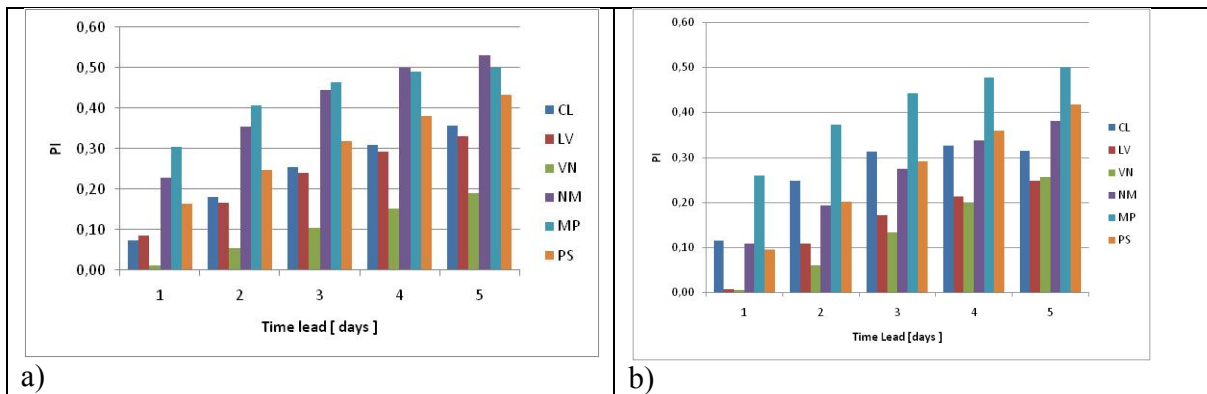 0,60
0,50
0,40
0,30
0,20
0,10
0,00
PI
1 2 3 4 5
Time lead [ days ]
CL
LV
VN
NM
MP
PS
a)
0,60
0,50
0,40
0,30
0,20
0,10
0,00
PI
1 2 3 4 5
Time Lead [days ]
CL
LV
VN
NM
MP
PS
b)